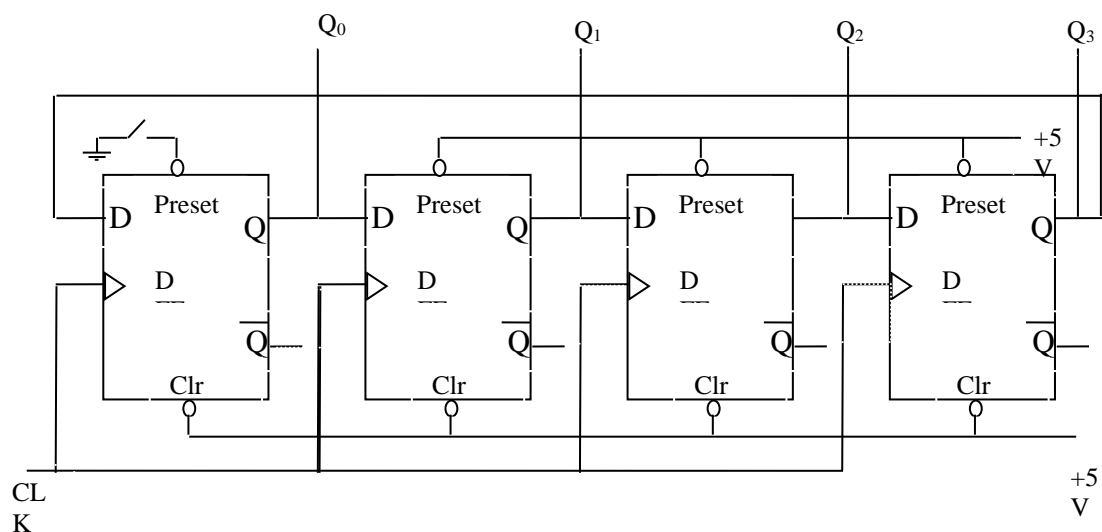 Q0 Q1 Q2 Q3
+5
V
Preset Preset Preset Preset
D Q D Q D D Q
D D D D
Q Q Q Q
Clr Clr Clr Clr
CL
K
+5
V